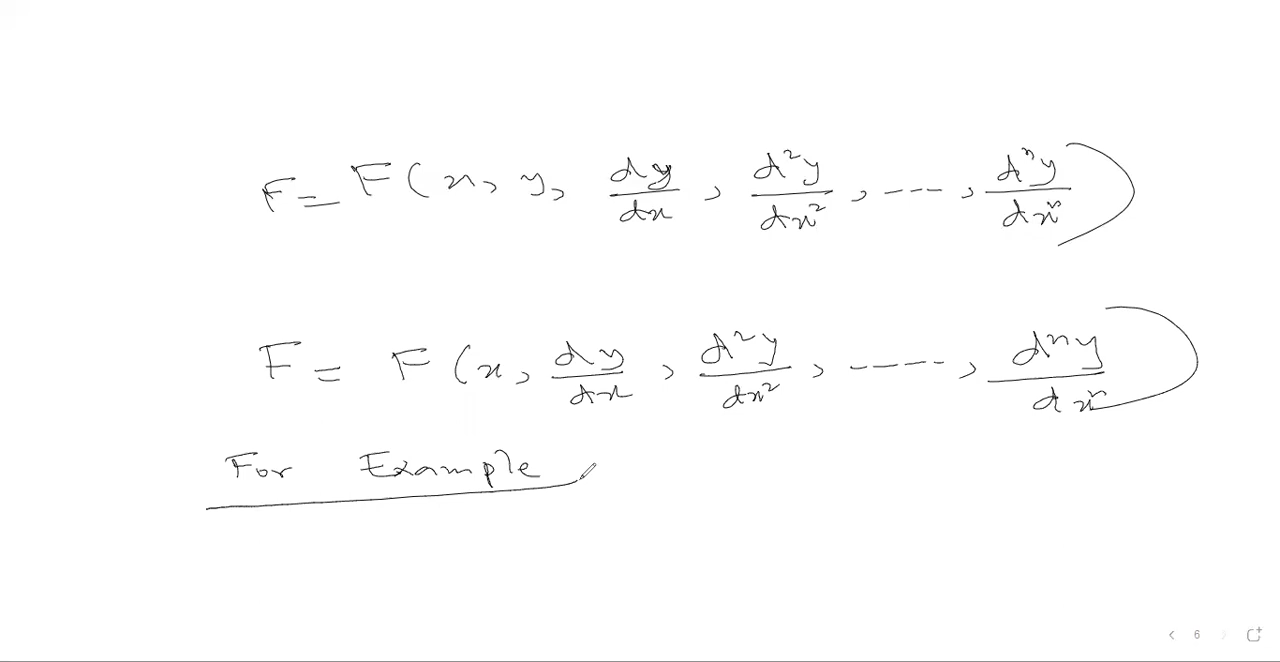 F = F(x, y, dy/dx, d²y/dx², ----, dⁿy/dxⁿ)
F = F(x, dy/dx, d²y/dx², -----, dⁿy/dxⁿ)
For Example
6